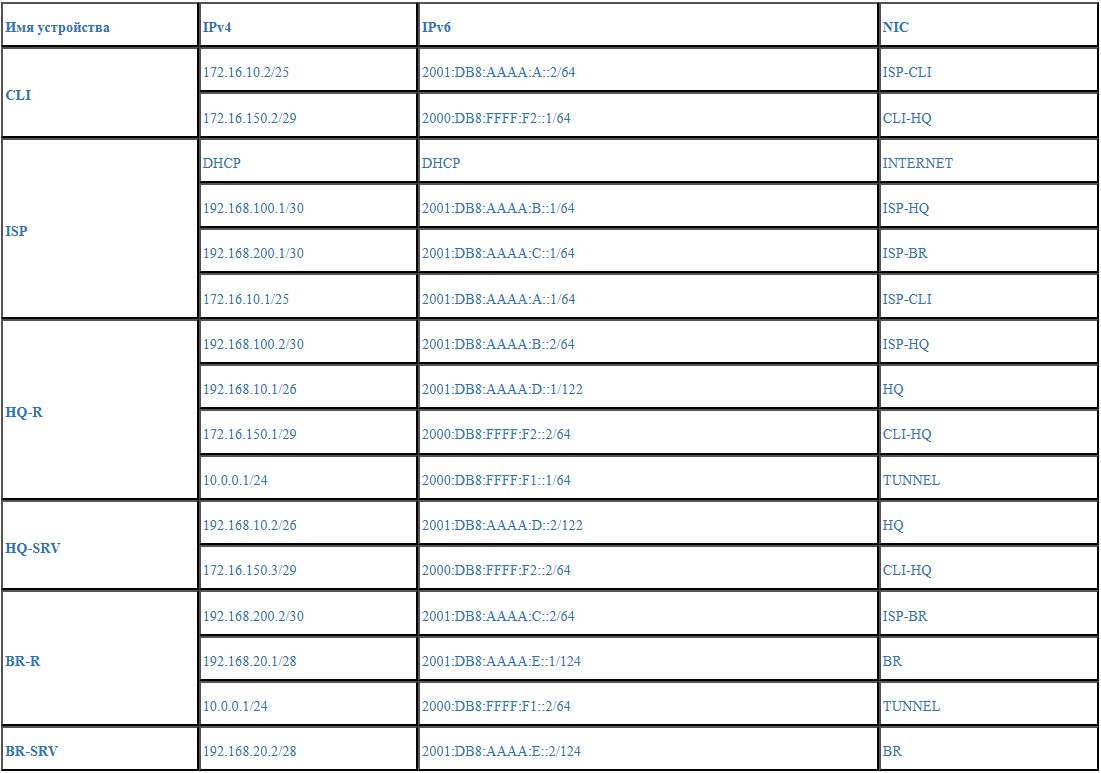 Имя устройства IPv4 IPv6 NIC
CLI 172.16.10.2/25 2001:DB8:AAAA:A::2/64 ISP-CLI
172.16.150.2/29 2000:DB8:FFFF:F2::1/64 CLI-HQ
ISP DHCP DHCP INTERNET
192.168.100.1/30 2001:DB8:AAAA:B::1/64 ISP-HQ
192.168.200.1/30 2001:DB8:AAAA:C::1/64 ISP-BR
172.16.10.1/25 2001:DB8:AAAA:A::1/64 ISP-CLI
HQ-R 192.168.100.2/30 2001:DB8:AAAA:B::2/64 ISP-HQ
192.168.10.1/26 2001:DB8:AAAA:D::1/122 HQ
172.16.150.1/29 2000:DB8:FFFF:F2::2/64 CLI-HQ
10.0.0.1/24 2000:DB8:FFFF:F1::1/64 TUNNEL
HQ-SRV 192.168.10.2/26 2001:DB8:AAAA:D::2/122 HQ
172.16.150.3/29 2000:DB8:FFFF:F2::2/64 CLI-HQ
BR-R 192.168.200.2/30 2001:DB8:AAAA:C::2/64 ISP-BR
192.168.20.1/28 2001:DB8:AAAA:E::1/124 BR
10.0.0.1/24 2000:DB8:FFFF:F1::2/64 TUNNEL
BR-SRV 192.168.20.2/28 2001:DB8:AAAA:E::2/124 BR